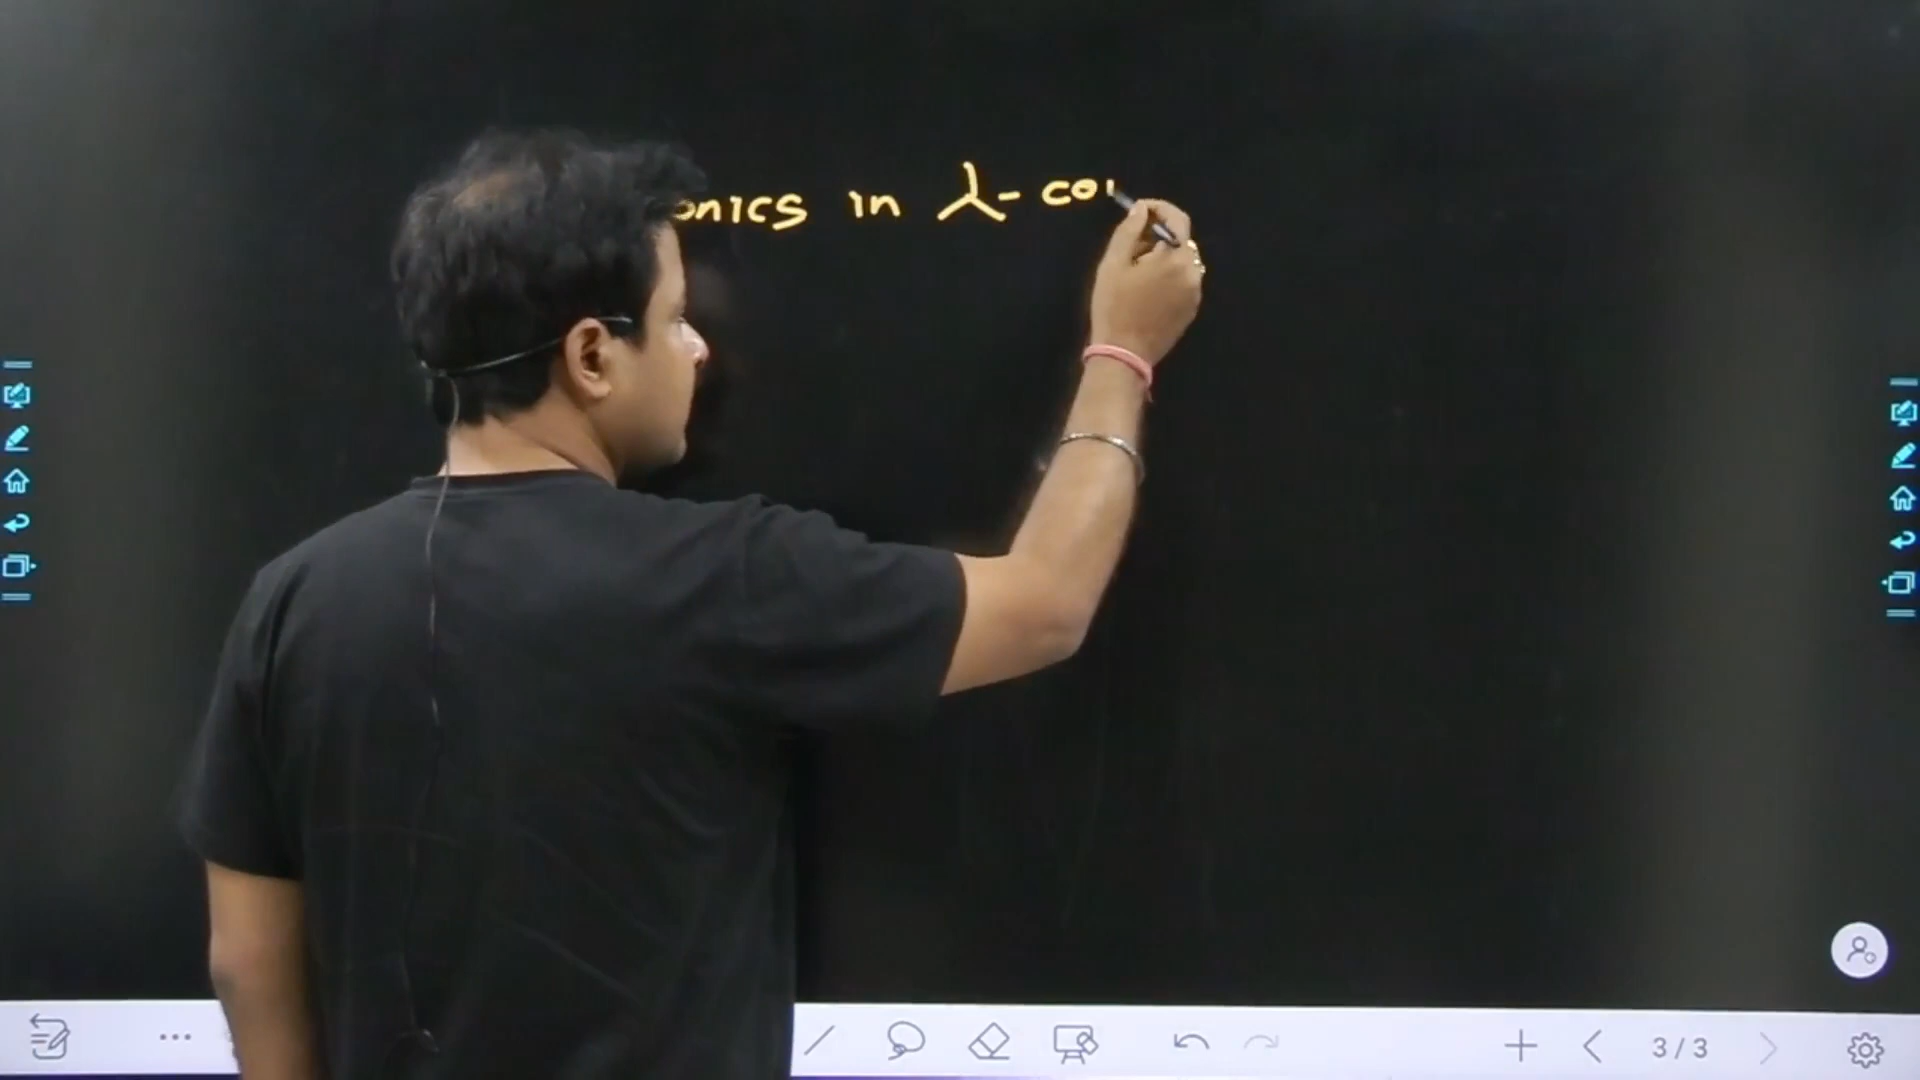 onics in λ- co
3/3